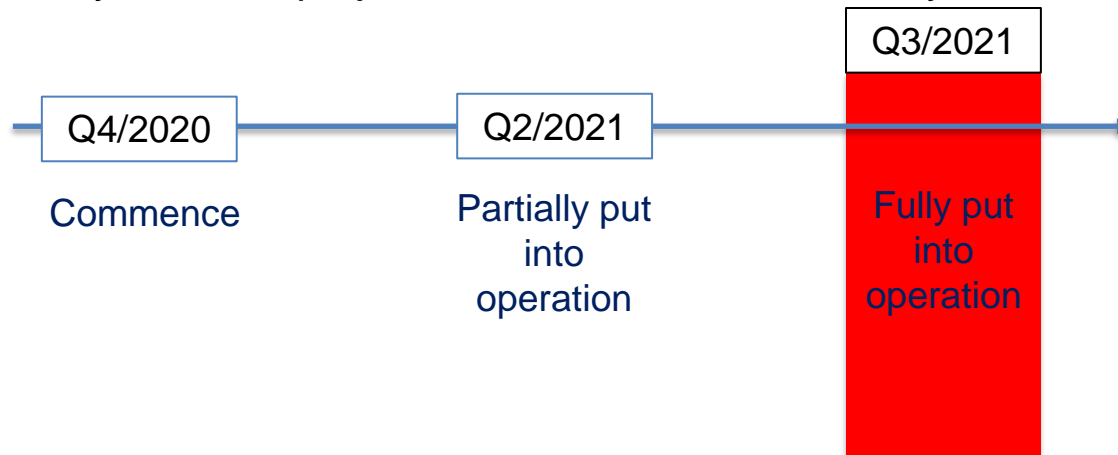 Q3/2021
Q4/2020
Q2/2021
Commence
Partially put
into
operation
Fully put
into
operation